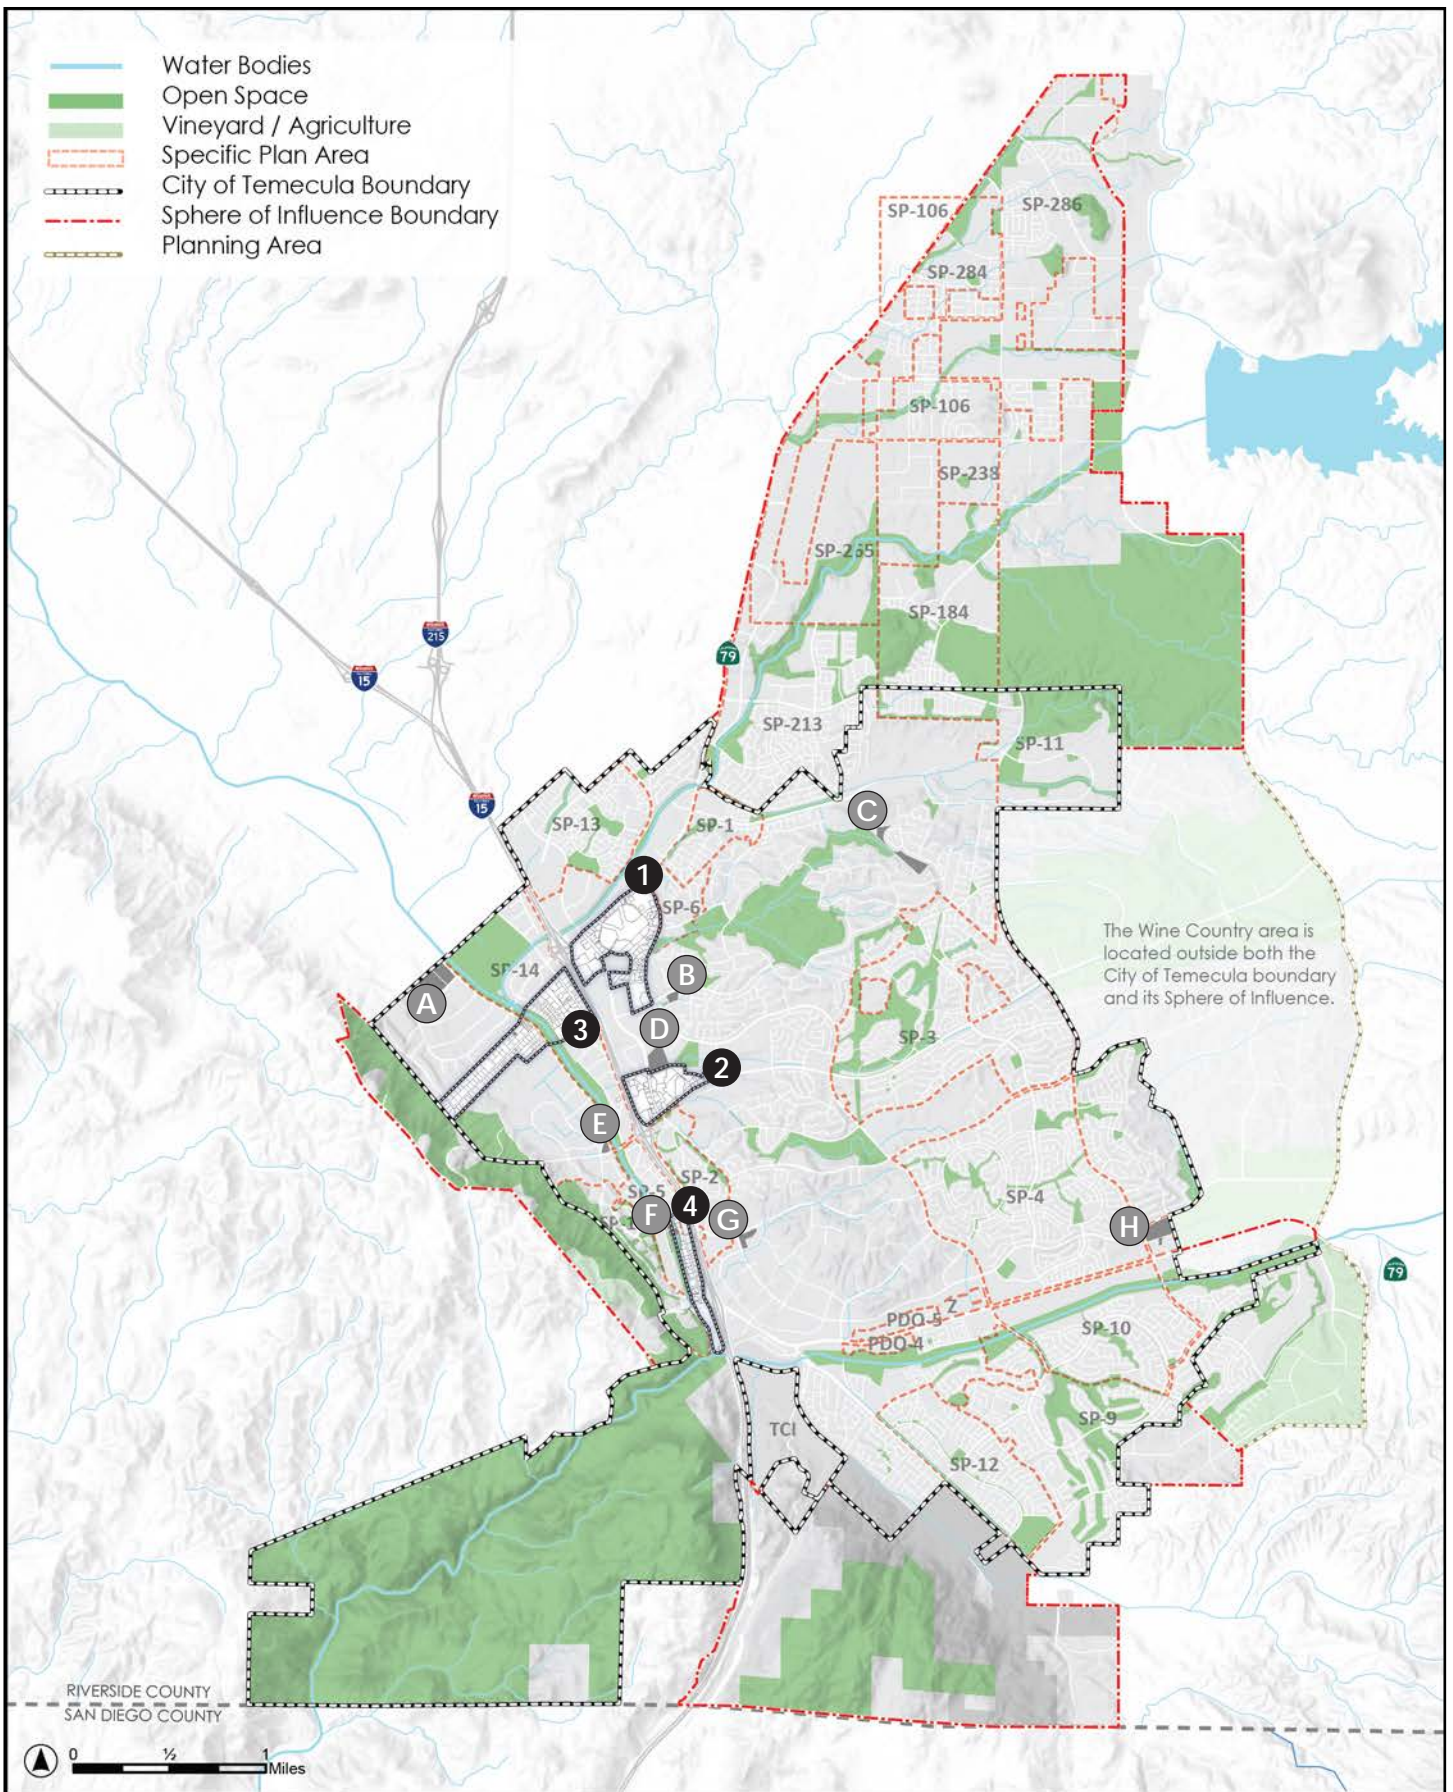 Water Bodies
Open Space
Vineyard / Agriculture
Specific Plan Area
City of Temecula Boundary
Sphere of Influence Boundary
Planning Area
SP-106
SP-286
SP-284
SP-106
SP-238
SP-265
SP-184
INTERSTATE
215
79
INTERSTATE
15
SP-213
SP-11
INTERSTATE
15
C
SP-13
SP-1
1
SP-6
The Wine Country area is
located outside both the
City of Temecula boundary
and its Sphere of Influence.
SP-14
B
A
3
D
SP-3
2
E
SP-2
SP-5
SP-4
4
F
G
H
79
PDO-5
Z
PDO-4
SP-10
TCI
SP-9
SP-12
RIVERSIDE COUNTY
SAN DIEGO COUNTY
0 ½ 1
Miles